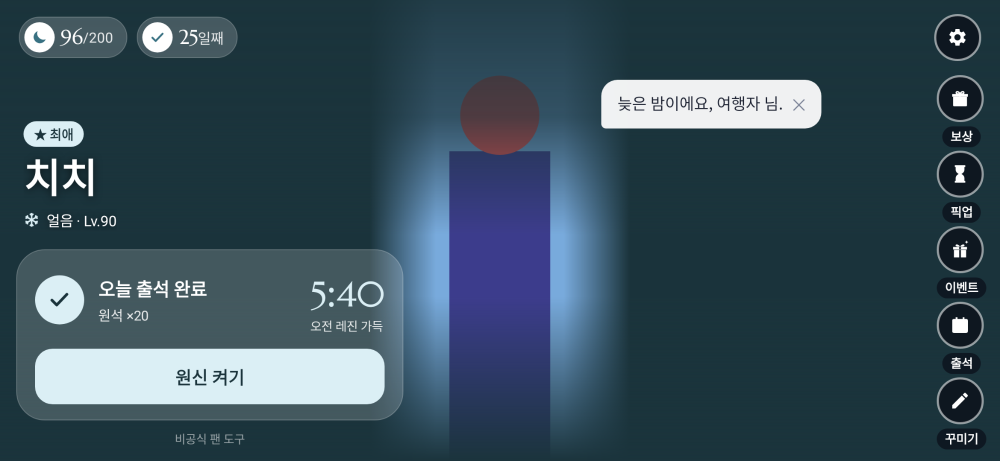 96/200
25일째
늦은 밤이에요, 여행자 님.
★ 최애
치치
얼음 · Lv.90
오늘 출석 완료
원석 ×20
5:40
오전 레진 가득
원신 켜기
비공식 팬 도구
보상
픽업
이벤트
출석
꾸미기